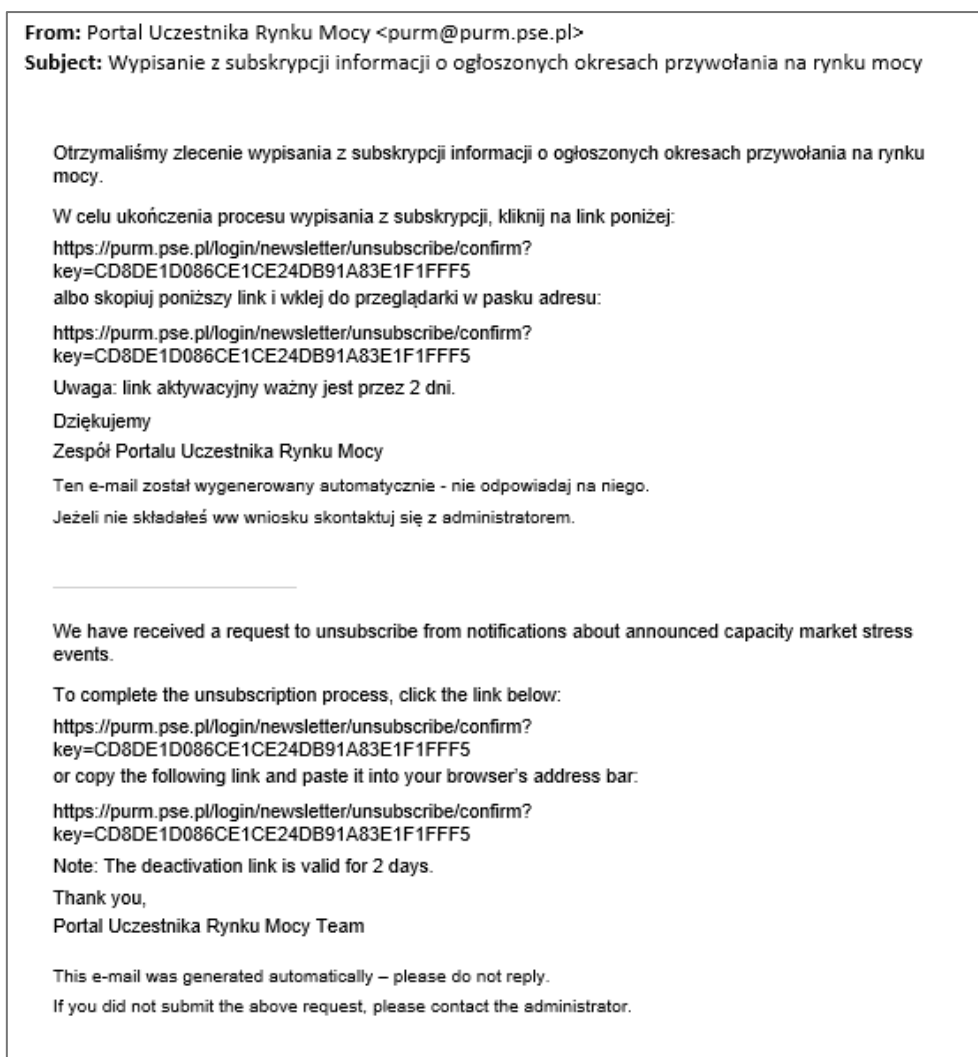 From: Portal Uczestnika Rynku Mocy <purm@purm.pse.pl>
Subject: Wypisanie z subskrypcji informacji o ogłoszonych okresach przywołania na rynku mocy
Otrzymaliśmy zlecenie wypisania z subskrypcji informacji o ogłoszonych okresach przywołania na rynku
mocy.
W celu ukończenia procesu wypisania z subskrypcji, kliknij na link poniżej:
https://purm.pse.pl/login/newsletter/unsubscribe/confirm?
key=CD8DE1D086CE1CE24DB91A83E1F1FFF5
albo skopiuj poniższy link i wklej do przeglądarki w pasku adresu:
https://purm.pse.pl/login/newsletter/unsubscribe/confirm?
key=CD8DE1D086CE1CE24DB91A83E1F1FFF5
Uwaga: link aktywacyjny ważny jest przez 2 dni.
Dziękujemy
Zespół Portalu Uczestnika Rynku Mocy
Ten e-mail został wygenerowany automatycznie - nie odpowiadaj na niego.
Jeżeli nie składałeś ww wniosku skontaktuj się z administratorem.
We have received a request to unsubscribe from notifications about announced capacity market stress
events.
To complete the unsubscription process, click the link below:
https://purm.pse.pl/login/newsletter/unsubscribe/confirm?
key=CD8DE1D086CE1CE24DB91A83E1F1FFF5
or copy the following link and paste it into your browser’s address bar:
https://purm.pse.pl/login/newsletter/unsubscribe/confirm?
key=CD8DE1D086CE1CE24DB91A83E1F1FFF5
Note: The deactivation link is valid for 2 days.
Thank you,
Portal Uczestnika Rynku Mocy Team
This e-mail was generated automatically – please do not reply.
If you did not submit the above request, please contact the administrator.